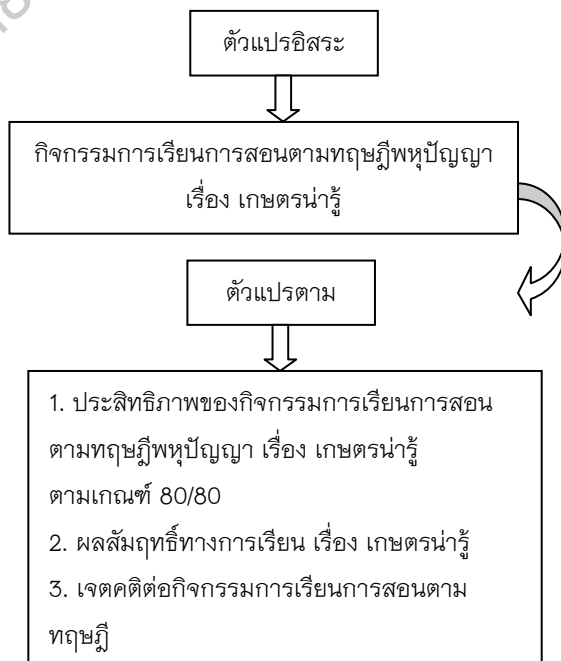 ตัวแปรอิสระ
กิจกรรมการเรียนการสอนตามทฤษฎีพหุปัญญา
เรื่อง เกษตรน่ารู้
ตัวแปรตาม
1. ประสิทธิภาพของกิจกรรมการเรียนการสอน
ตามทฤษฎีพหุปัญญา เรื่อง เกษตรน่ารู้
ตามเกณฑ์ 80/80
2. ผลสัมฤทธิ์ทางการเรียน เรื่อง เกษตรน่ารู้
3. เจตคติต่อกิจกรรมการเรียนการสอนตาม
ทฤษฎี